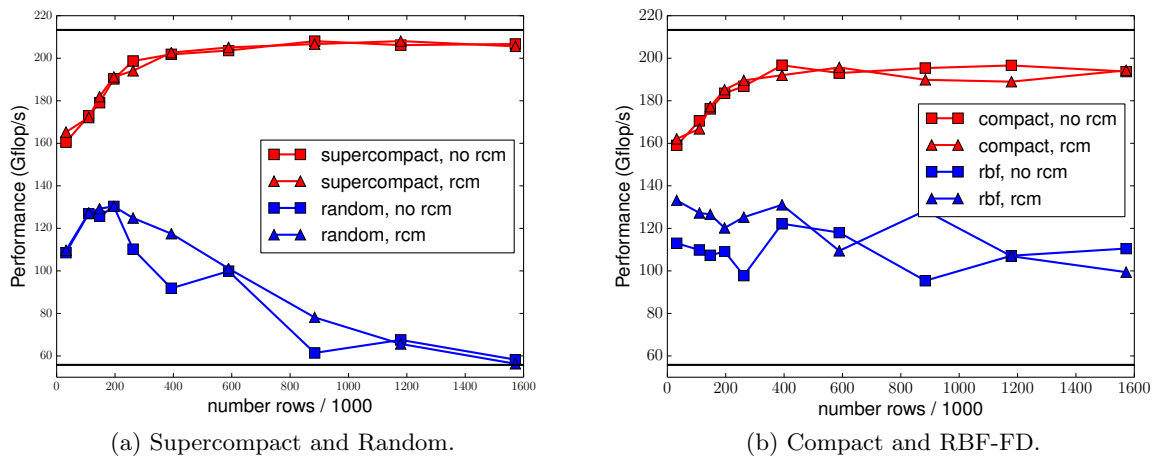 220
200
180
160
140
120
100
80
60
Performance (Gflop/s)
supercompact, no rcm
supercompact, rcm
random, no rcm
random, rcm
0 200 400 600 800 1000 1200 1400 1600
number rows / 1000
(a) Supercompact and Random.
220
200
180
160
140
120
100
80
60
Performance (Gflop/s)
compact, no rcm
compact, rcm
rbf, no rcm
rbf, rcm
0 200 400 600 800 1000 1200 1400 1600
number rows / 1000
(b) Compact and RBF-FD.